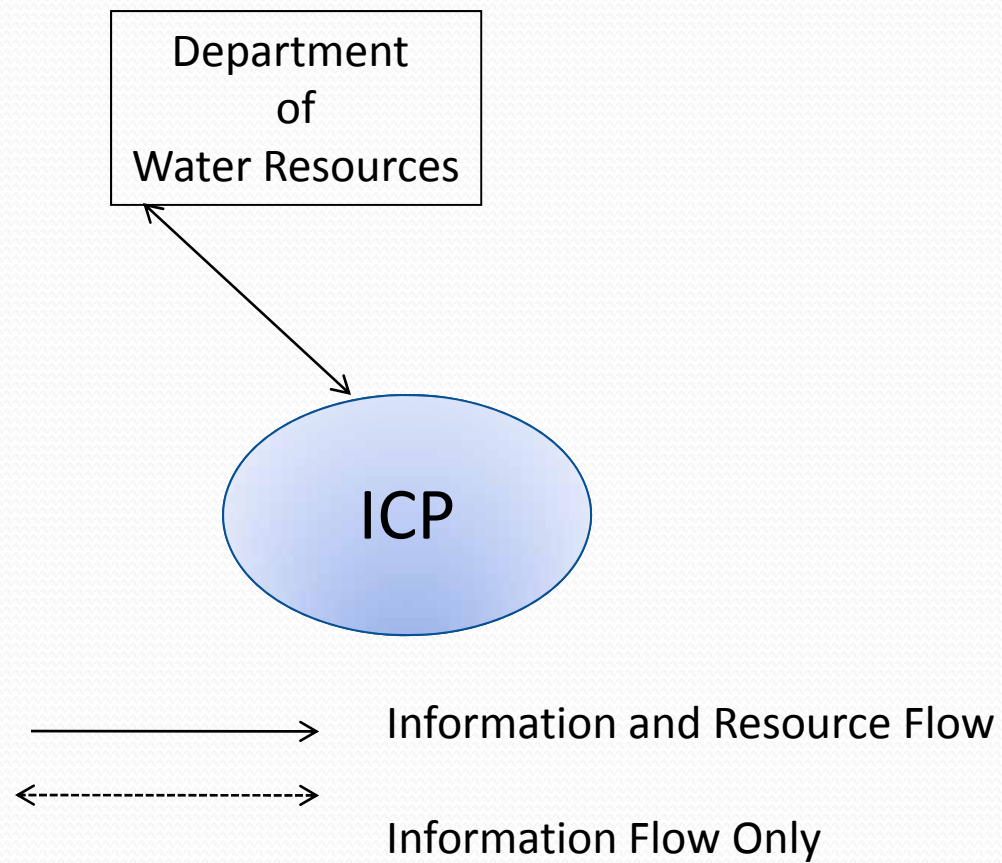 Department
of
Water Resources
ICP
Information and Resource Flow
Information Flow Only